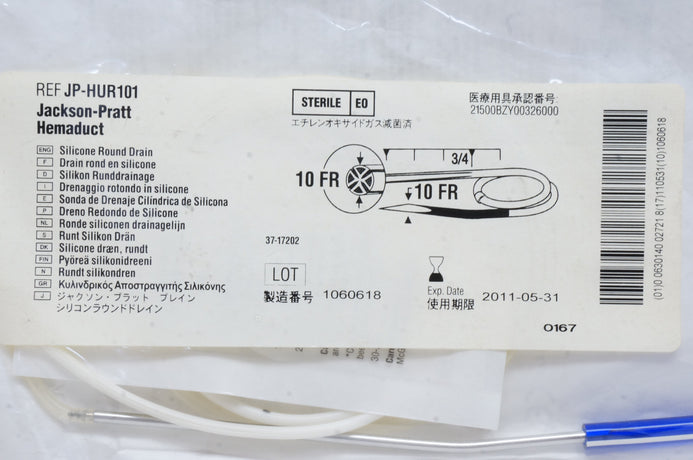 REF JP-HUR101
Jackson-Pratt
Hemaduct
STERILE EO
エチレンオキサイドガス滅菌済
医療用具承認番号:
21500BZY00326000
ENG Silicone Round Drain
F Drain rond en silicone
D Silikon Runddrainage
I Drenaggio rotondo in silicone
E Sonda de Drenaje Cilíndrica de Silicona
P Dreno Redondo de Silicone
NL Ronde siliconen drainagelijn
S Runt Silikon Drän
DK Silicone dræn, rundt
FIN Pyöreä silikonidreeni
N Rundt silikondren
GR Κυλινδρικός Αποστραγγιτής Σιλικόνης
J ジャクソン・プラット ブレイン
シリコンラウンドドレイン
3/4
10 FR
10 FR
37-17202
LOT
製造番号 1060618
Exp. Date
使用期限 2011-05-31
0167
(01)0 0630140 02721 8(17)110531(10)1060618